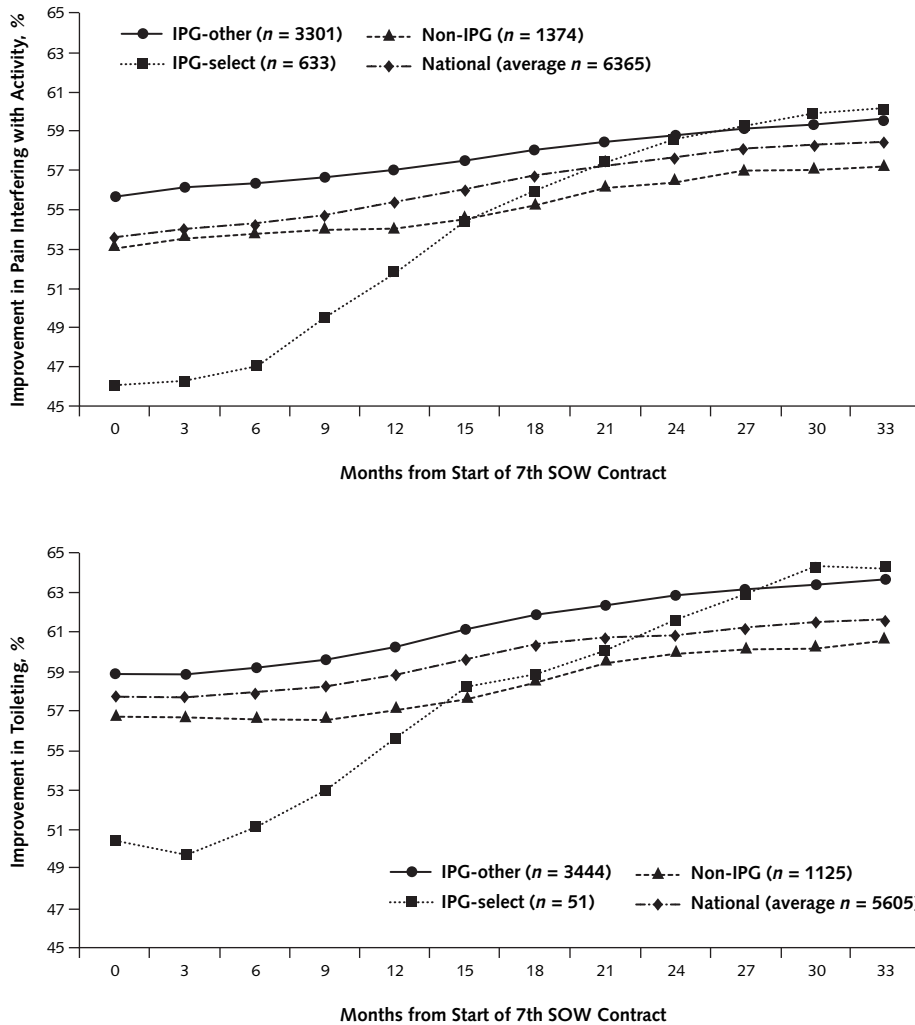 Improvement in Pain Interfering with Activity, %
65
63
61
59
57
55
53
51
49
47
45
IPG-other (n = 3301)
Non-IPG (n = 1374)
IPG-select (n = 633)
National (average n = 6365)
0 3 6 9 12 15 18 21 24 27 30 33
Months from Start of 7th SOW Contract
Improvement in Toileting, %
65
63
61
59
57
55
53
51
49
47
45
IPG-other (n = 3444)
Non-IPG (n = 1125)
IPG-select (n = 51)
National (average n = 5605)
0 3 6 9 12 15 18 21 24 27 30 33
Months from Start of 7th SOW Contract